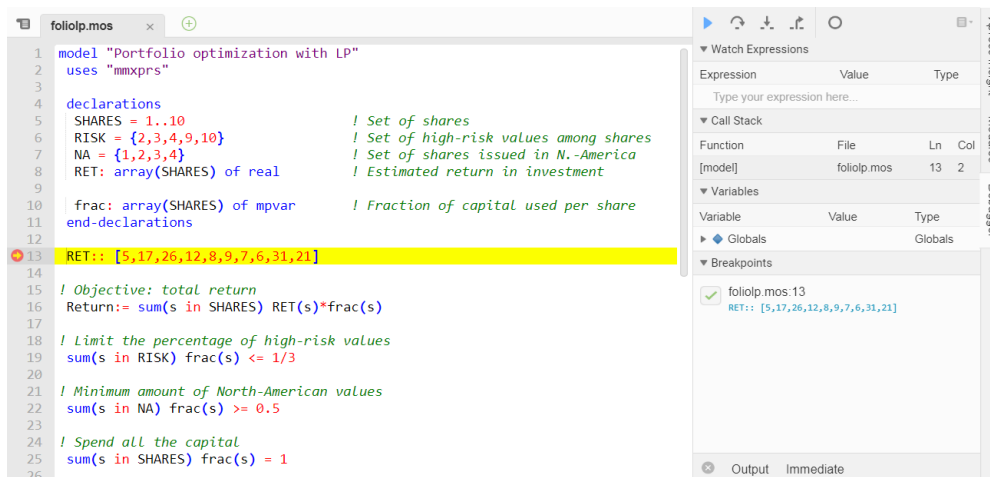 foliolp.mos ×
1 model "Portfolio optimization with LP"
2 uses "mmxprs"
3
4 declarations
5 SHARES = 1..10 ! Set of shares
6 RISK = {2,3,4,9,10} ! Set of high-risk values among shares
7 NA = {1,2,3,4} ! Set of shares issued in N.-America
8 RET: array(SHARES) of real ! Estimated return in investment
9
10 frac: array(SHARES) of mpvar ! Fraction of capital used per share
11 end-declarations
12
13 RET:: [5,17,26,12,8,9,7,6,31,21]
14
15 ! Objective: total return
16 Return:= sum(s in SHARES) RET(s)*frac(s)
17
18 ! Limit the percentage of high-risk values
19 sum(s in RISK) frac(s) <= 1/3
20
21 ! Minimum amount of North-American values
22 sum(s in NA) frac(s) >= 0.5
23
24 ! Spend all the capital
25 sum(s in SHARES) frac(s) = 1
26
Watch Expressions
Expression Value Type
Type your expression here...
Call Stack
Function File Ln Col
[model] foliolp.mos 13 2
Variables
Variable Value Type
Globals Globals
Breakpoints
foliolp.mos:13
RET:: [5,17,26,12,8,9,7,6,31,21]
Output Immediate